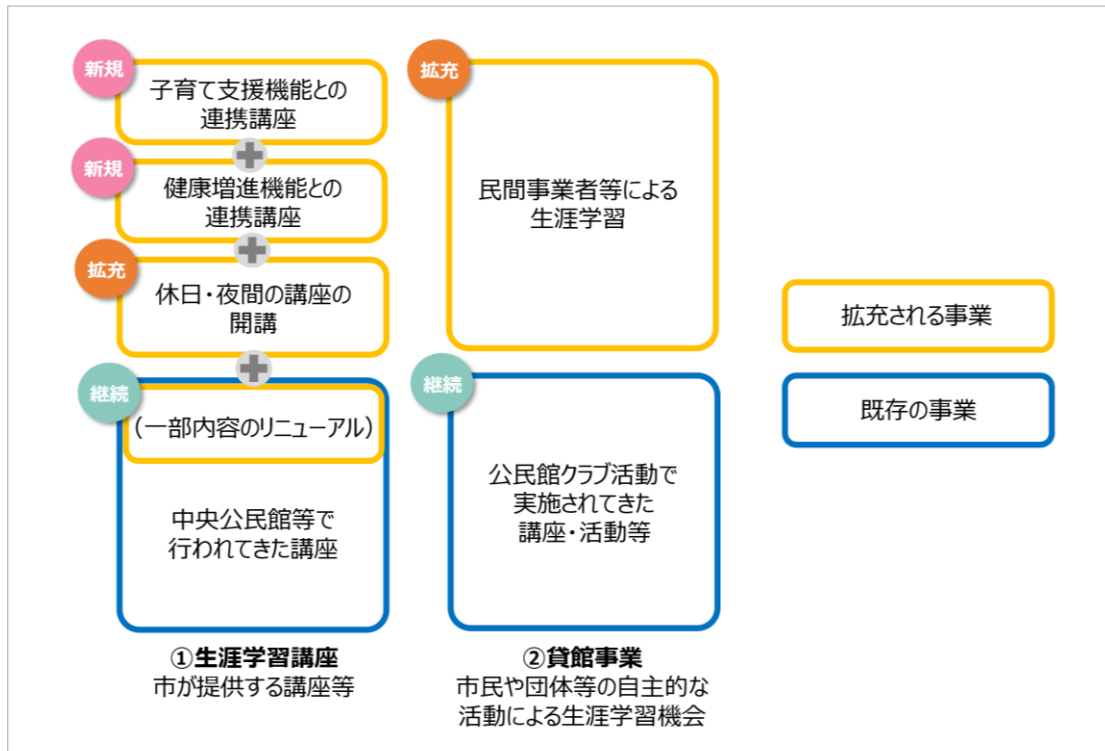 新規
子育て支援機能との
連携講座
新規
健康増進機能との
連携講座
拡充
休日・夜間の講座の
開講
継続
(一部内容のリニューアル)
中央公民館等で
行われてきた講座
①生涯学習講座
市が提供する講座等
拡充
民間事業者等による
生涯学習
継続
公民館クラブ活動で
実施されてきた
講座・活動等
②貸館事業
市民や団体等の自主的な
活動による生涯学習機会
拡充される事業
既存の事業